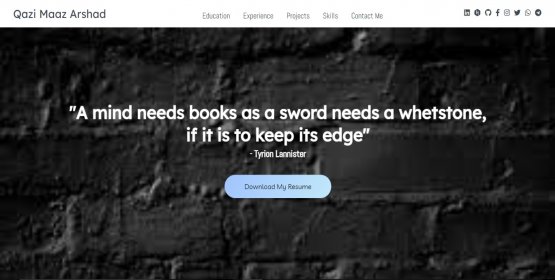 Qazi Maaz Arshad
Education Experience Projects Skills Contact Me
"A mind needs books as a sword needs a whetstone,
if it is to keep its edge"
- Tyrion Lannister
Download My Resume